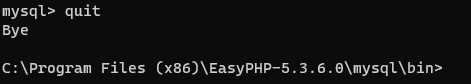 mysql> quit
Bye
C:\Program Files (x86)\EasyPHP-5.3.6.0\mysql\bin>